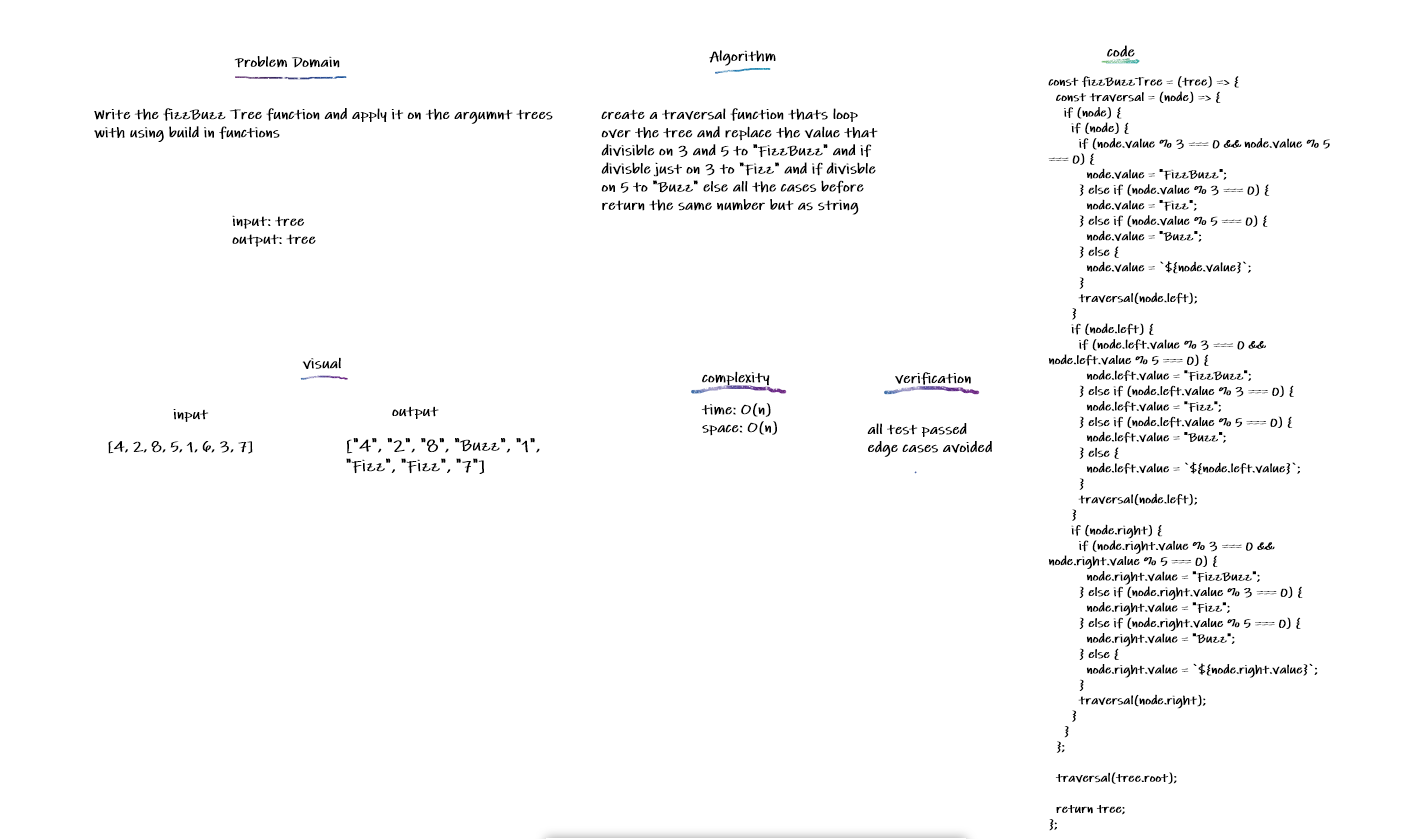 Problem Domain
Write the fizzBuzz Tree function and apply it on the argumnt trees
with using build in functions
input: tree
output: tree
Algorithm
create a traversal function thats loop
over the tree and replace the value that
divisible on 3 and 5 to "FizzBuzz" and if
divisble just on 3 to "Fizz" and if divisble
on 5 to "Buzz" else all the cases before
return the same number but as string
visual
input
output
[4, 2, 8, 5, 1, 6, 3, 7]
["4", "2", "8", "Buzz", "1",
"Fizz", "Fizz", "7"]
complexity
time: O(n)
space: O(n)
verification
all test passed
edge cases avoided
.
code
const fizzBuzzTree = (tree) => {
const traversal = (node) => {
if (node) {
if (node) {
if (node.value % 3 === 0 && node.value % 5
=== 0) {
node.value = "FizzBuzz";
} else if (node.value % 3 === 0) {
node.value = "Fizz";
} else if (node.value % 5 === 0) {
node.value = "Buzz";
} else {
node.value = `${node.value}`;
}
traversal(node.left);
}
if (node.left) {
if (node.left.value % 3 === 0 &&
node.left.value % 5 === 0) {
node.left.value = "FizzBuzz";
} else if (node.left.value % 3 === 0) {
node.left.value = "Fizz";
} else if (node.left.value % 5 === 0) {
node.left.value = "Buzz";
} else {
node.left.value = `${node.left.value}`;
}
traversal(node.left);
}
if (node.right) {
if (node.right.value % 3 === 0 &&
node.right.value % 5 === 0) {
node.right.value = "FizzBuzz";
} else if (node.right.value % 3 === 0) {
node.right.value = "Fizz";
} else if (node.right.value % 5 === 0) {
node.right.value = "Buzz";
} else {
node.right.value = `${node.right.value}`;
}
traversal(node.right);
}
}
};
traversal(tree.root);
return tree;
};